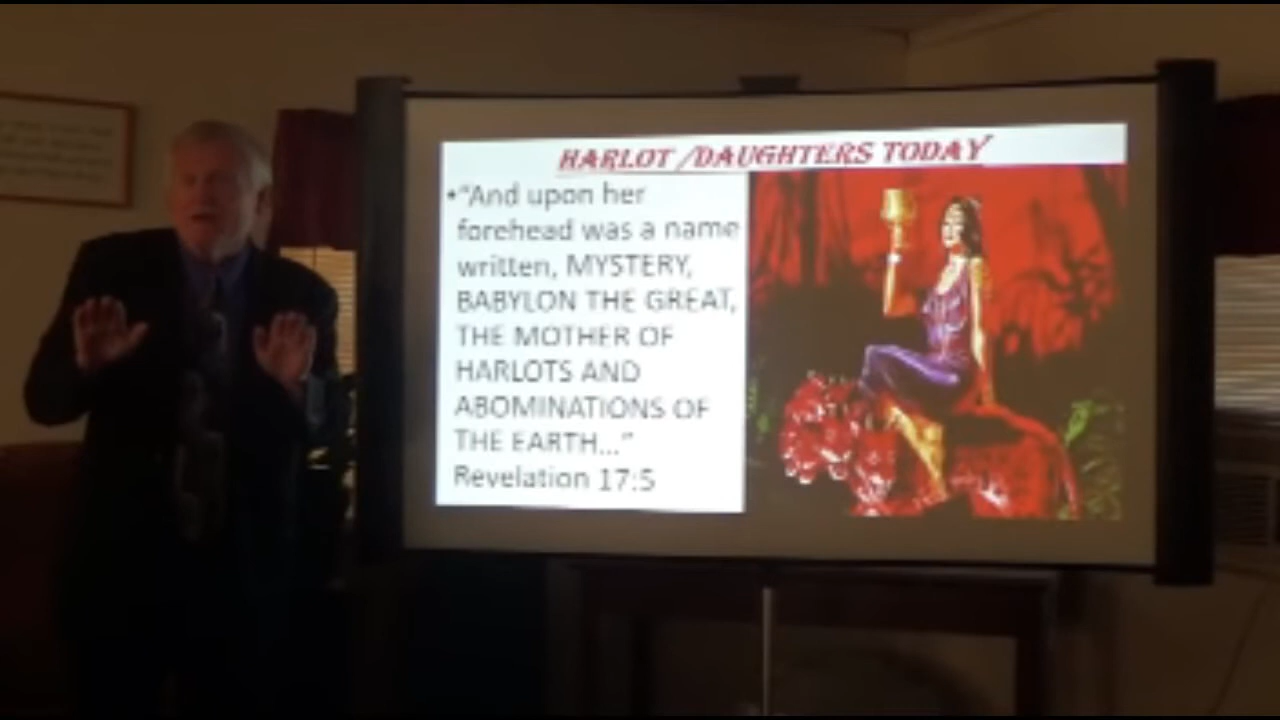 HARLOT /DAUGHTERS TODAY
•“And upon her
forehead was a name
written, MYSTERY,
BABYLON THE GREAT,
THE MOTHER OF
HARLOTS AND
ABOMINATIONS OF
THE EARTH…”
Revelation 17:5